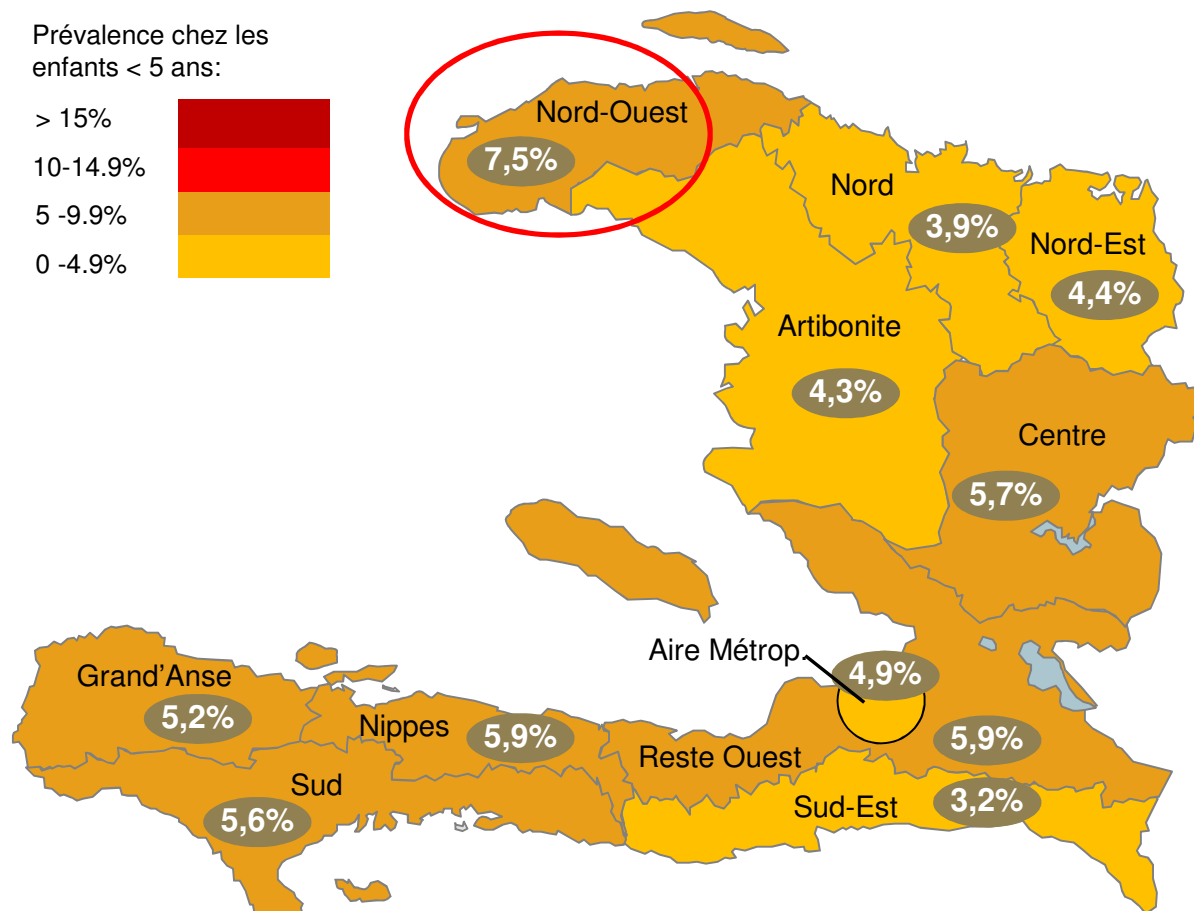 Prévalence chez les
enfants < 5 ans:
> 15%
10-14.9%
5 -9.9%
0 -4.9%
Nord-Ouest
7,5%
Nord
3,9%
Nord-Est
4,4%
Artibonite
4,3%
Centre
5,7%
Aire Métrop.
4,9%
Grand’Anse
5,2%
Nippes
5,9%
Reste Ouest
5,9%
Sud
5,6%
Sud-Est
3,2%